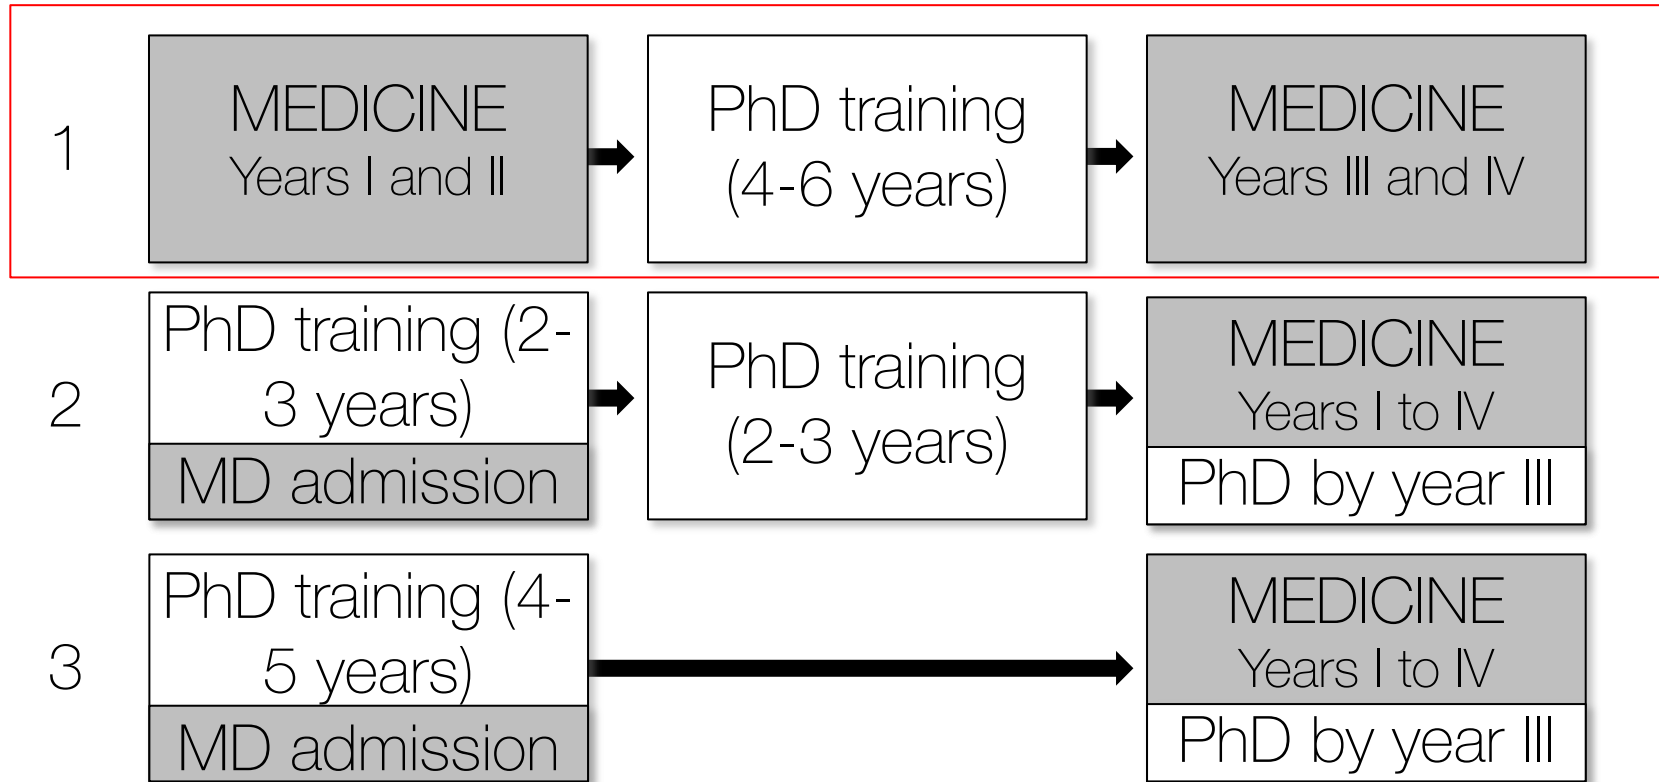 1
MEDICINE
Years I and II
PhD training
(4-6 years)
MEDICINE
Years III and IV
2
PhD training (2-
3 years)
MD admission
PhD training
(2-3 years)
MEDICINE
Years I to IV
PhD by year III
3
PhD training (4-
5 years)
MD admission
MEDICINE
Years I to IV
PhD by year III